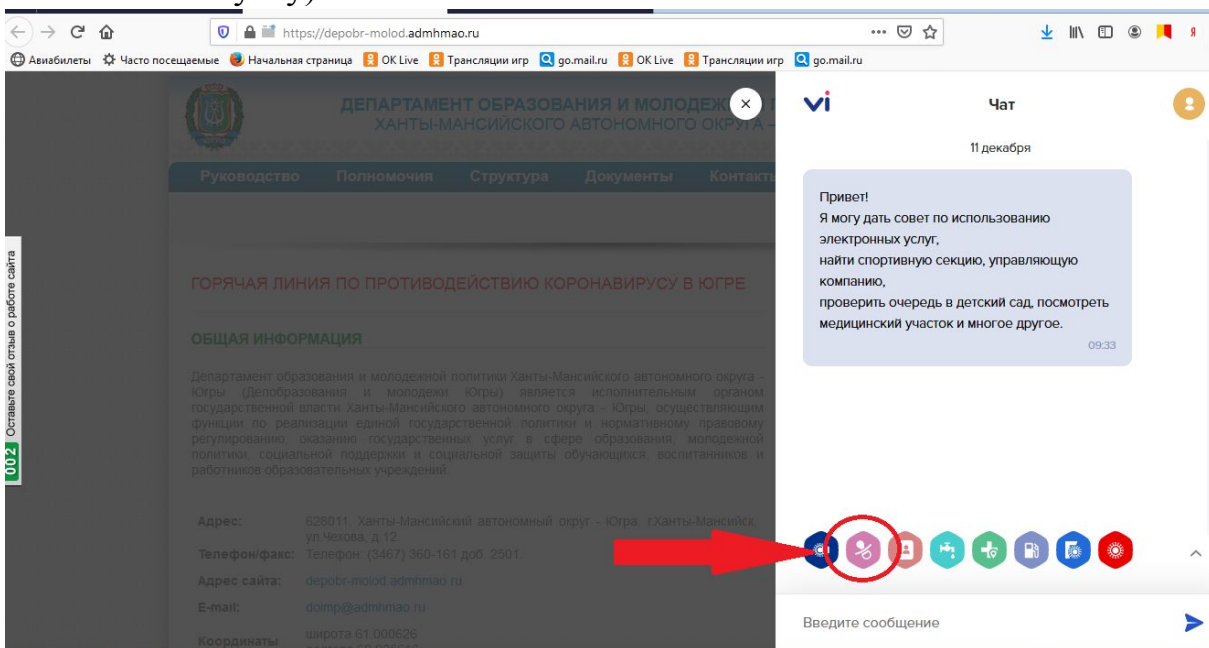 https://depobr-molod.admhmao.ru
Авиабилеты Часто посещаемые Начальная страница OK Live Трансляции игр go.mail.ru OK Live Трансляции игр go.mail.ru
ДЕПАРТАМЕНТ ОБРАЗОВАНИЯ И МОЛОДЕЖ
ХАНТЫ-МАНСИЙСКОГО АВТОНОМНОГО ОКРУГА -
Руководство Полномочия Структура Документы Контакты
ГОРЯЧАЯ ЛИНИЯ ПО ПРОТИВОДЕЙСТВИЮ КОРОНАВИРУСУ В ЮГРЕ
ОБЩАЯ ИНФОРМАЦИЯ
Департамент образования и молодежной политики Ханты-Мансийского автономного округа -
Югры (Депобразования и молодежи Югры) является исполнительным органом
государственной власти Ханты-Мансийского автономного округа - Югры, осуществляющим
функции по реализации единой государственной политики и нормативному правовому
регулированию, оказанию государственных услуг в сфере образования, молодежной
политики, социальной поддержки и социальной защиты обучающихся, воспитанников и
работников образовательных учреждений.
Адрес: 628011, Ханты-Мансийский автономный округ - Югра, г.Ханты-Мансийск,
ул.Чехова, д.12.
Телефон/факс: Телефон: (3467) 360-161 доб. 2501.
Адрес сайта: depobr-molod.admhmao.ru
E-mail: doimp@admhmao.ru
Координаты широта 61.000626
002 Оставьте свой отзыв о работе сайта
vi Чат
11 декабря
Привет!
Я могу дать совет по использованию
электронных услуг,
найти спортивную секцию, управляющую
компанию,
проверить очередь в детский сад, посмотреть
медицинский участок и многое другое.
09:33
Введите сообщение